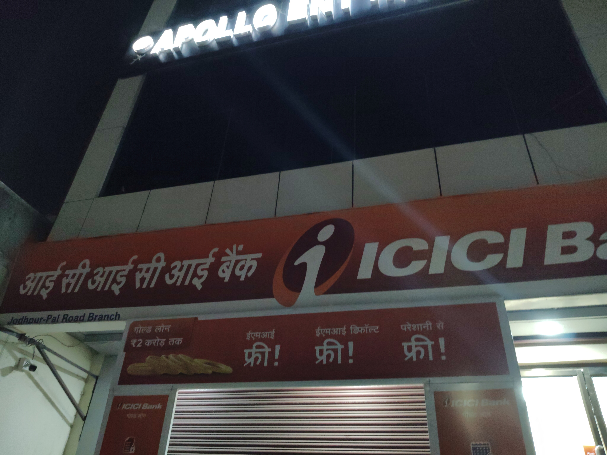 APOLLO
आई सी आई सी आई बैंक
ICICI Ba
Jodhpur-Pal Road Branch
गोल्ड लोन
₹2 करोड़ तक
ईएमआई
फ्री!
ईएमआई डिफॉल्ट
फ्री!
परेशानी से
फ्री!
ICICI Bank
ICICI Bank